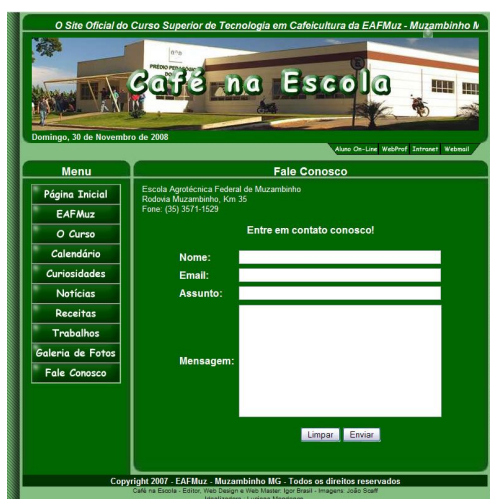 O Site Oficial do Curso Superior de Tecnologia em Cafeicultura da EAFMuz - Muzambinho M
PRÉDIO PEDAGÓGICO
Café na Escola
Domingo, 30 de Novembro de 2008
Aluno On-Line WebProf Intranet Webmail
Menu
Página Inicial
EAFMuz
O Curso
Calendário
Curiosidades
Notícias
Receitas
Trabalhos
Galeria de Fotos
Fale Conosco
Fale Conosco
Escola Agrotécnica Federal de Muzambinho
Rodovia Muzambinho, Km 35
Fone: (35) 3571-1529
Entre em contato conosco!
Nome:
Email:
Assunto:
Mensagem:
Limpar Enviar
Copyright 2007 - EAFMuz - Muzambinho MG - Todos os direitos reservados
Café na Escola - Editor, Web Design e Web Master: Igor Brasil - Imagens: João Scaff